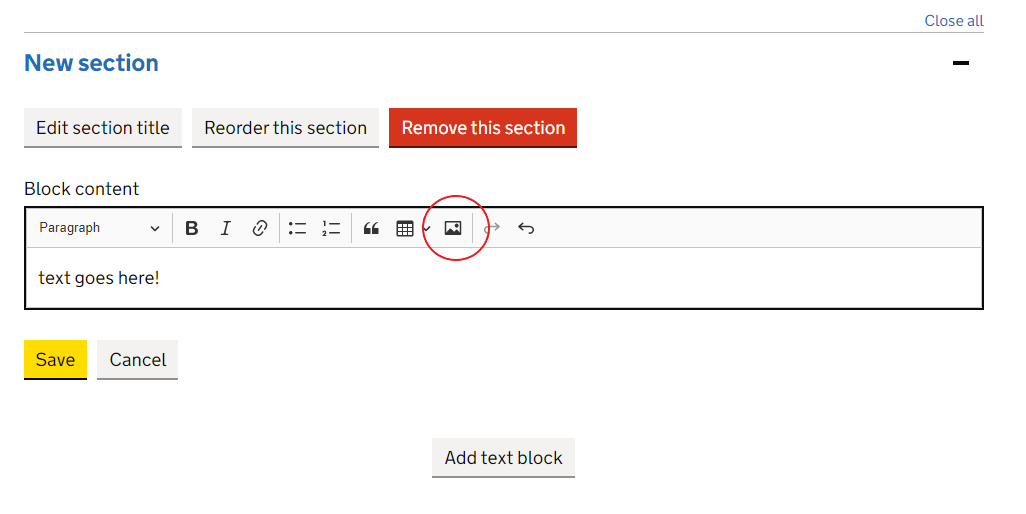 Close all
New section
Edit section title Reorder this section Remove this section
Block content
Paragraph B I
text goes here!
Save Cancel
Add text block